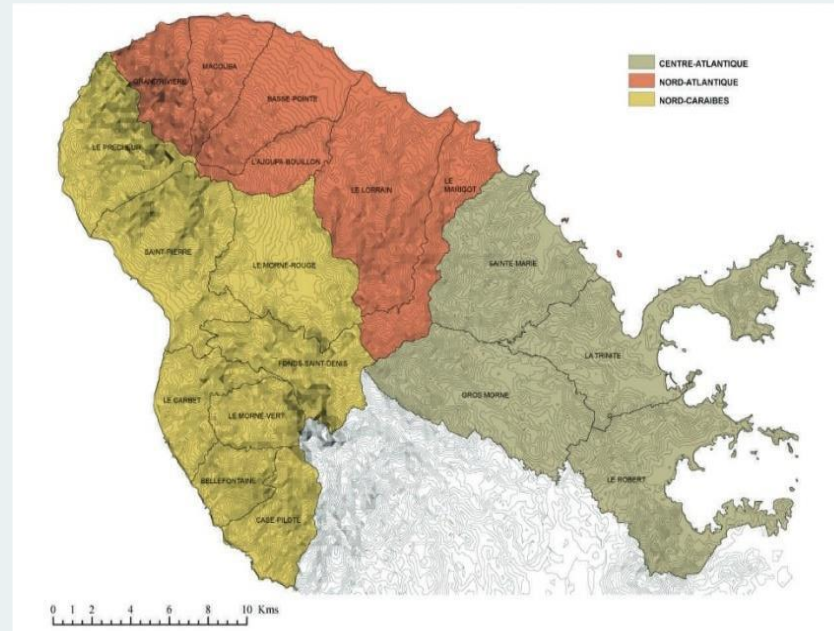 CENTRE-ATLANTIQUE
NORD-ATLANTIQUE
NORD-CARAIBES
MACOUBA
GRAND'RIVIERE
BASSE-POINTE
LE PRECHEUR
L'AJOUPA-BOUILLON
LE LORRAIN
LE
MARIGOT
SAINT-PIERRE
LE MORNE-ROUGE
SAINTE-MARIE
LA TRINITE
FONDS-SAINT-DENIS
GROS MORNE
LE CARBET
LE MORNE-VERT
LE ROBERT
BELLEFONTAINE
CASE-PILOTE
0 1 2 4 6 8 10 Kms